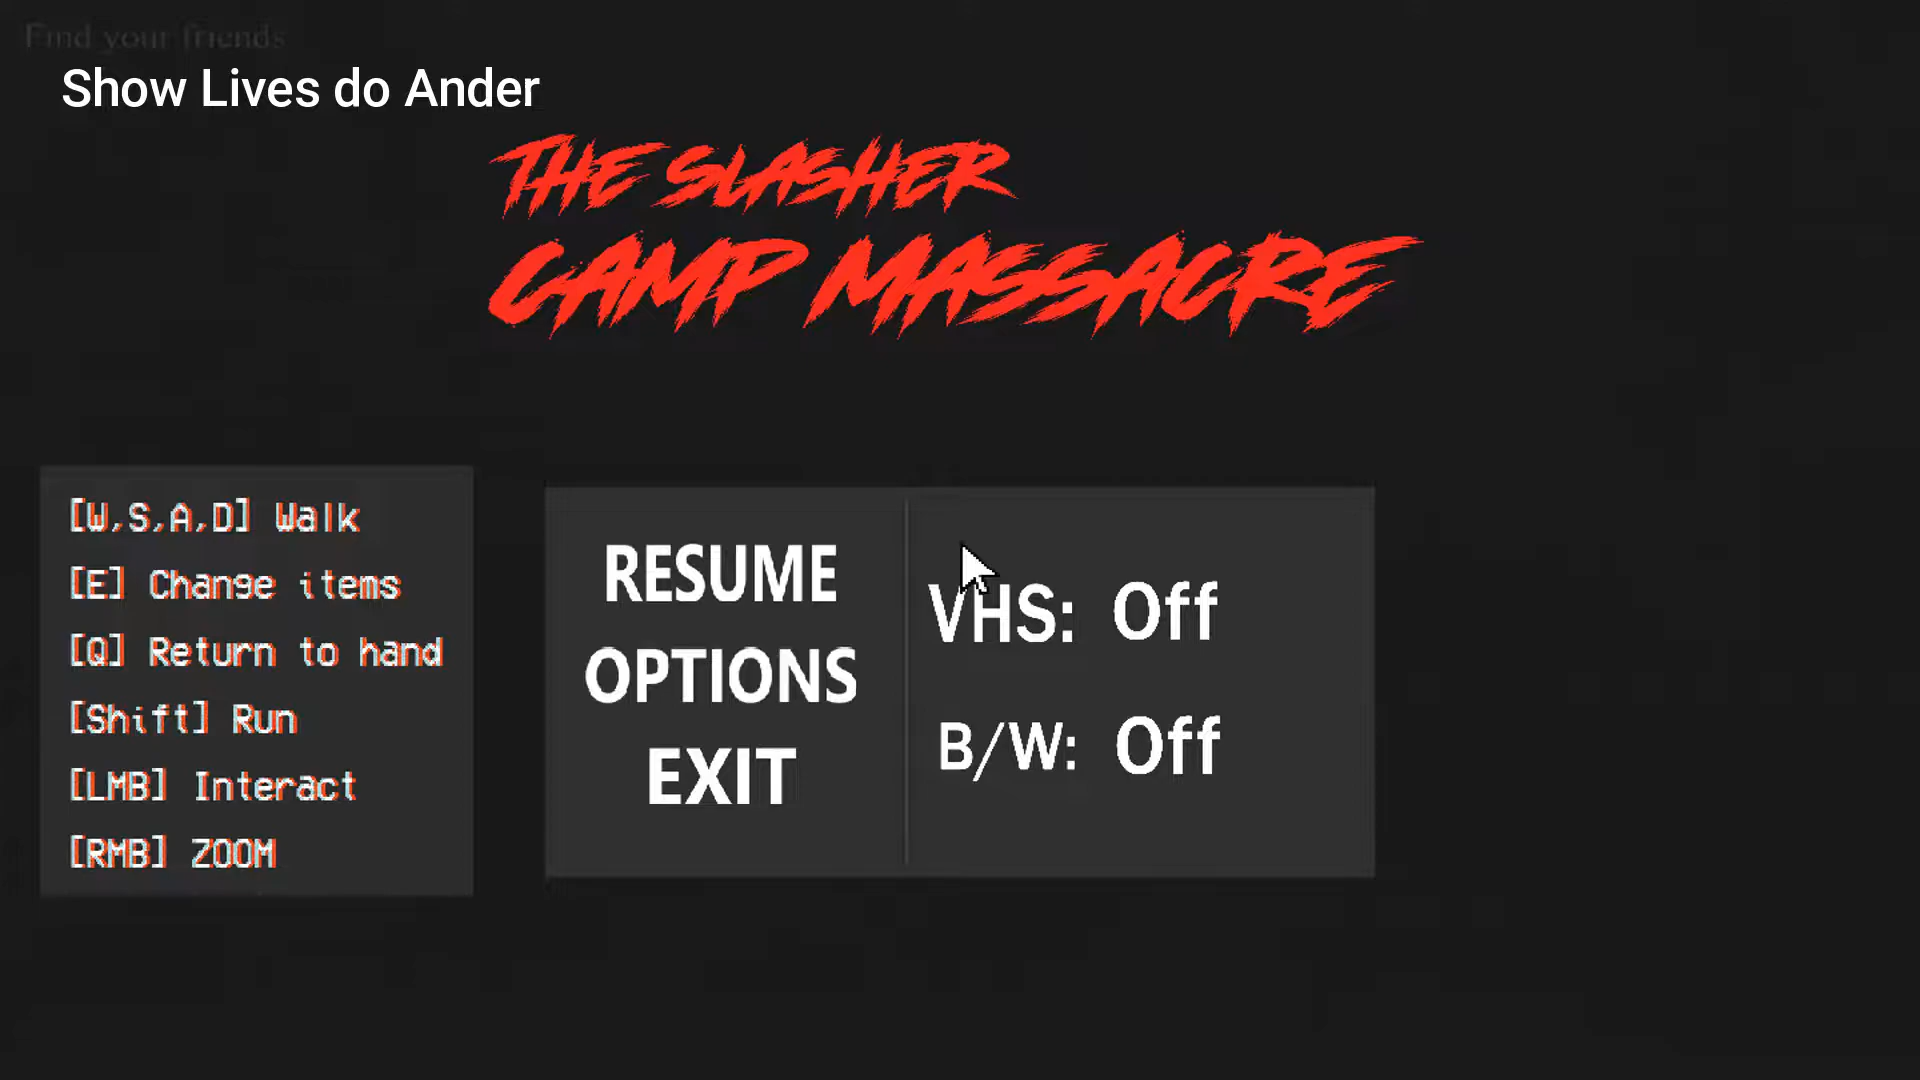 Find your friends
Show Lives do Ander
THE SLASHER
CAMP MASSACRE
[W,S,A,D] Walk
[E] Change items
[Q] Return to hand
[Shift] Run
[LMB] Interact
[RMB] ZOOM
RESUME
OPTIONS
EXIT
VHS: Off
B/W: Off